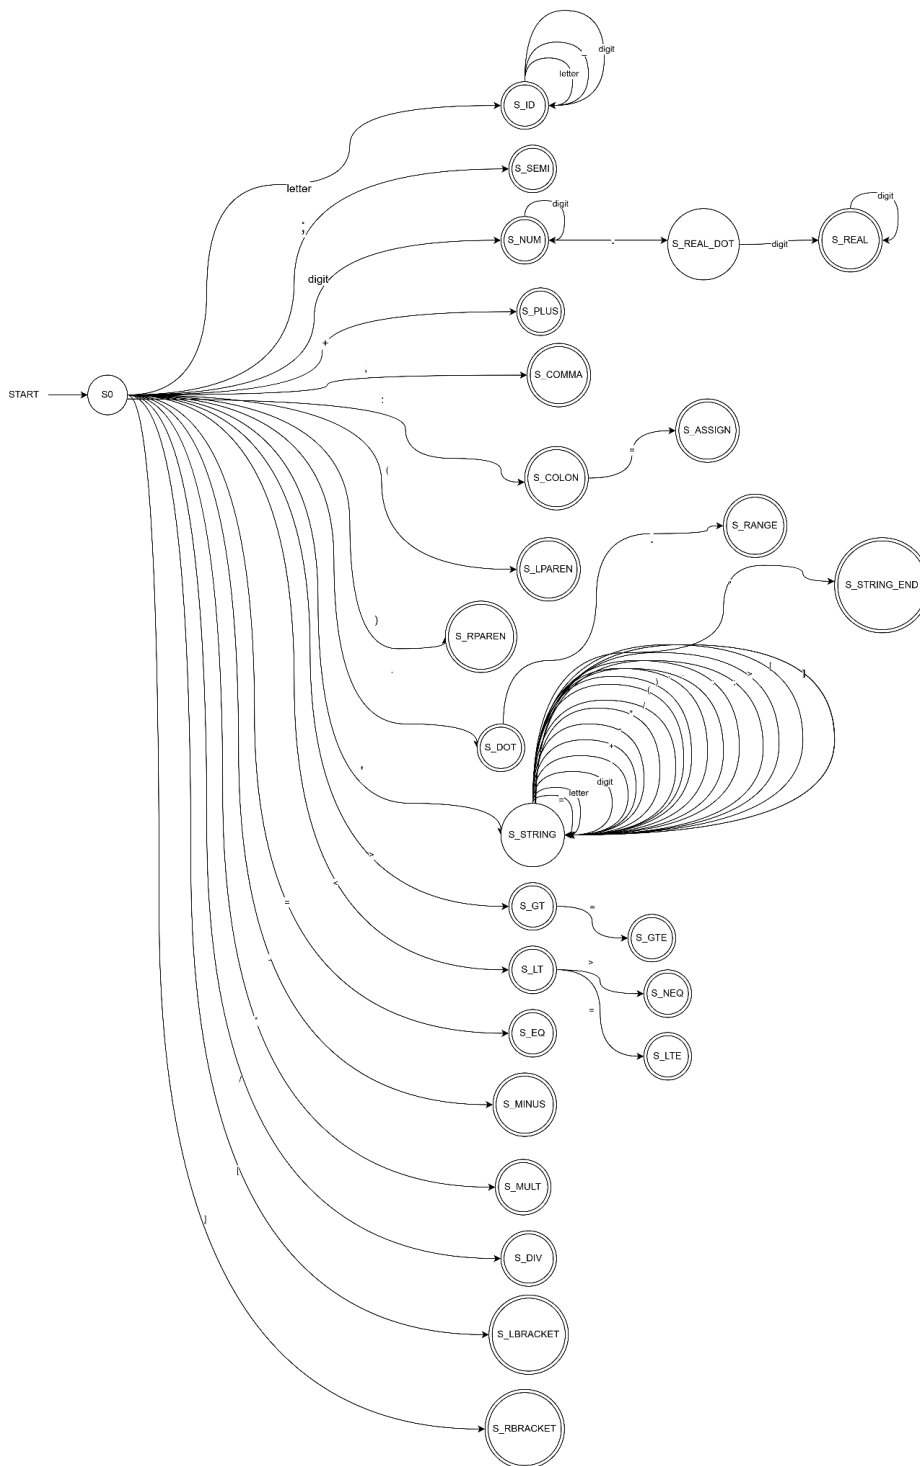 digit
_
letter
S_ID
S_SEMI
letter
;
digit
S_NUM
.
S_REAL_DOT
digit
digit
S_REAL
digit
S_PLUS
+
,
S_COMMA
START
S0
:
S_ASSIGN
=
(
S_COLON
S_RANGE
.
S_LPAREN
S_STRING_END
'
)
S_RPAREN
.
[
]
>
)
(
/
*
+
S_DOT
digit
letter
=
'
S_STRING
>
<
S_GT
=
S_GTE
=
S_LT
>
S_NEQ
=
S_LTE
-
S_EQ
*
S_MINUS
/
S_MULT
[
]
S_DIV
S_LBRACKET
S_RBRACKET